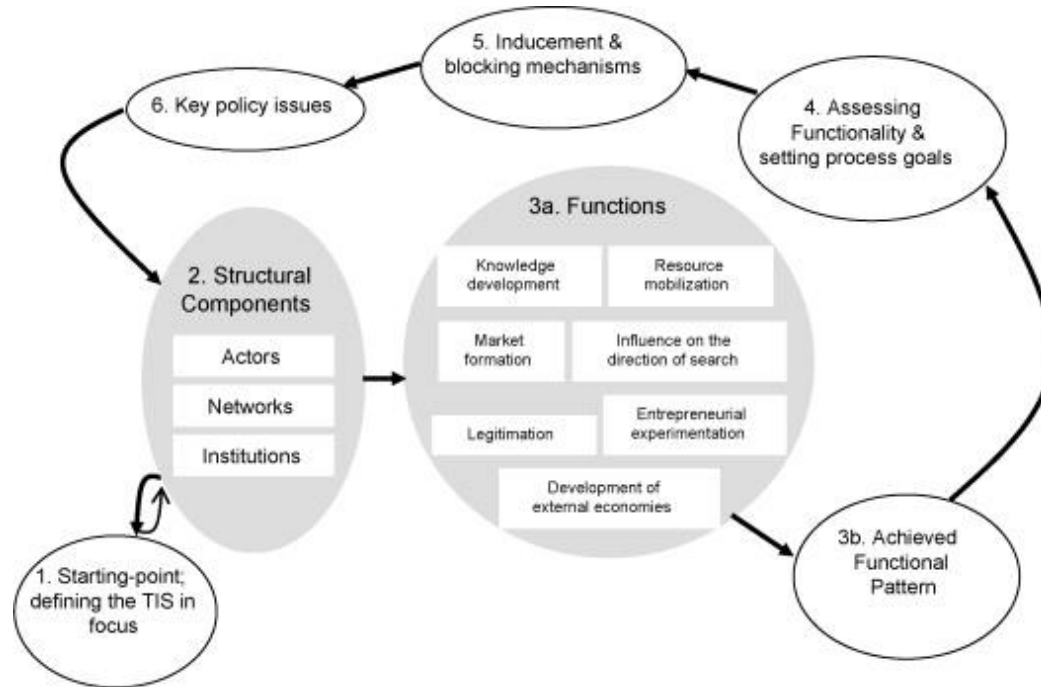 5. Inducement &
blocking mechanisms
6. Key policy issues
4. Assessing
Functionality &
setting process goals
3a. Functions
Knowledge
development
Resource
mobilization
2. Structural
Components
Market
formation
Influence on the
direction of search
Actors
Networks
Institutions
Legitimation
Entrepreneurial
experimentation
Development of
external economies
3b. Achieved
Functional
Pattern
1. Starting-point;
defining the TIS in
focus